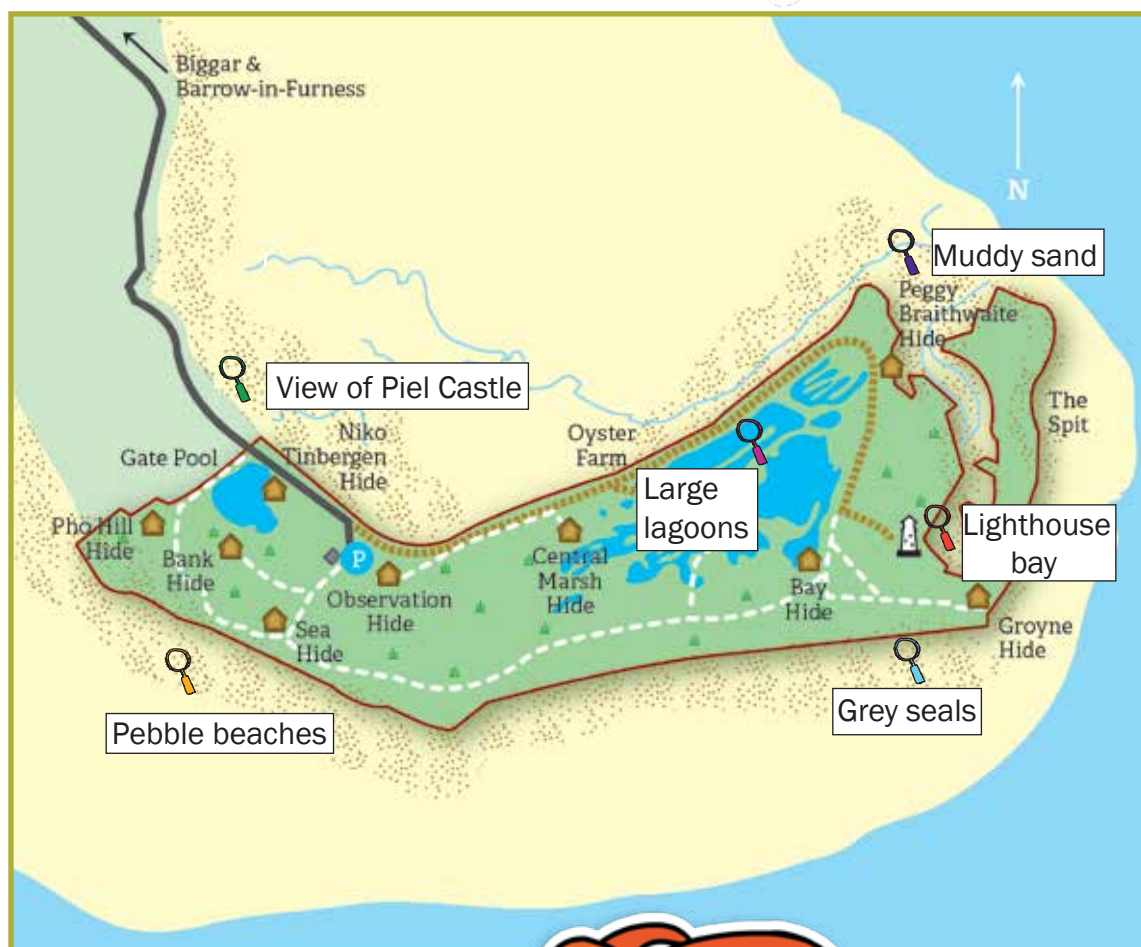 Biggar &
Barrow-in-Furness
N
Muddy sand
Peggy
Braithwaite
Hide
View of Piel Castle
The
Spit
Niko
Tinbergen
Hide
Oyster
Farm
Gate Pool
Large
lagoons
Pho Hill
Hide
Lighthouse
bay
Bank
Hide
P
Central
Marsh
Hide
Observation
Hide
Bay
Hide
Sea
Hide
Groyne
Hide
Grey seals
Pebble beaches